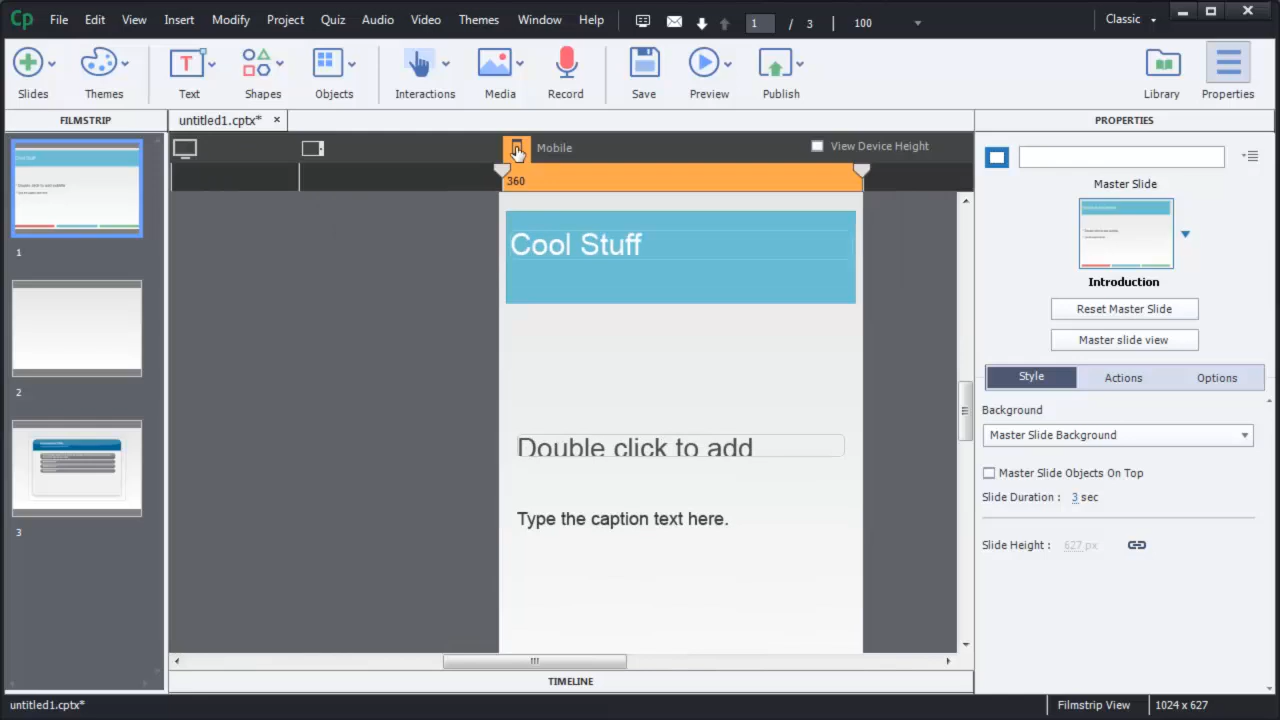 Cp File Edit View Insert Modify Project Quiz Audio Video Themes Window Help 1 / 3 100 Classic
Slides Themes Text Shapes Objects Interactions Media Record Save Preview Publish Library Properties
FILMSTRIP untitled1.cptx* × PROPERTIES
Mobile View Device Height
360
Cool Stuff
Double click to add
Type the caption text here.
1
2
3
Master Slide
Introduction
Reset Master Slide
Master slide view
Style Actions Options
Background
Master Slide Background
Master Slide Objects On Top
Slide Duration : 3 sec
Slide Height : 627 px
TIMELINE
untitled1.cptx* Filmstrip View 1024 x 627